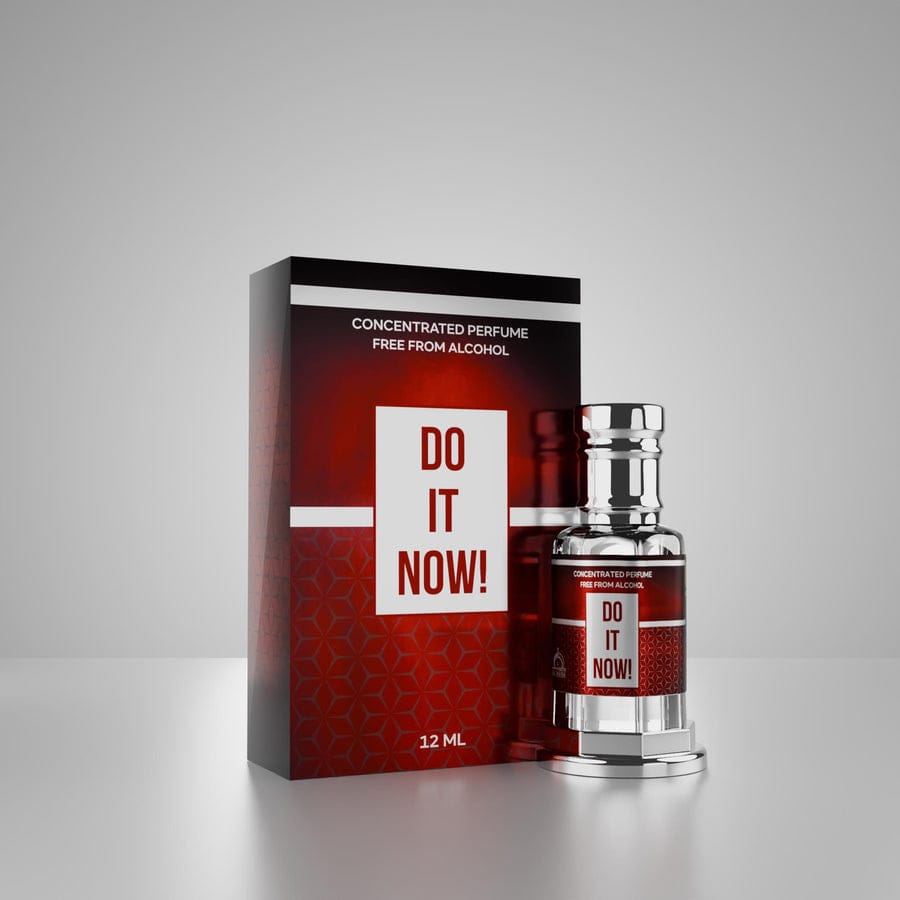 CONCENTRATED PERFUME
FREE FROM ALCOHOL
DO
IT
NOW!
12 ML
CONCENTRATED PERFUME
FREE FROM ALCOHOL
DO
IT
NOW!